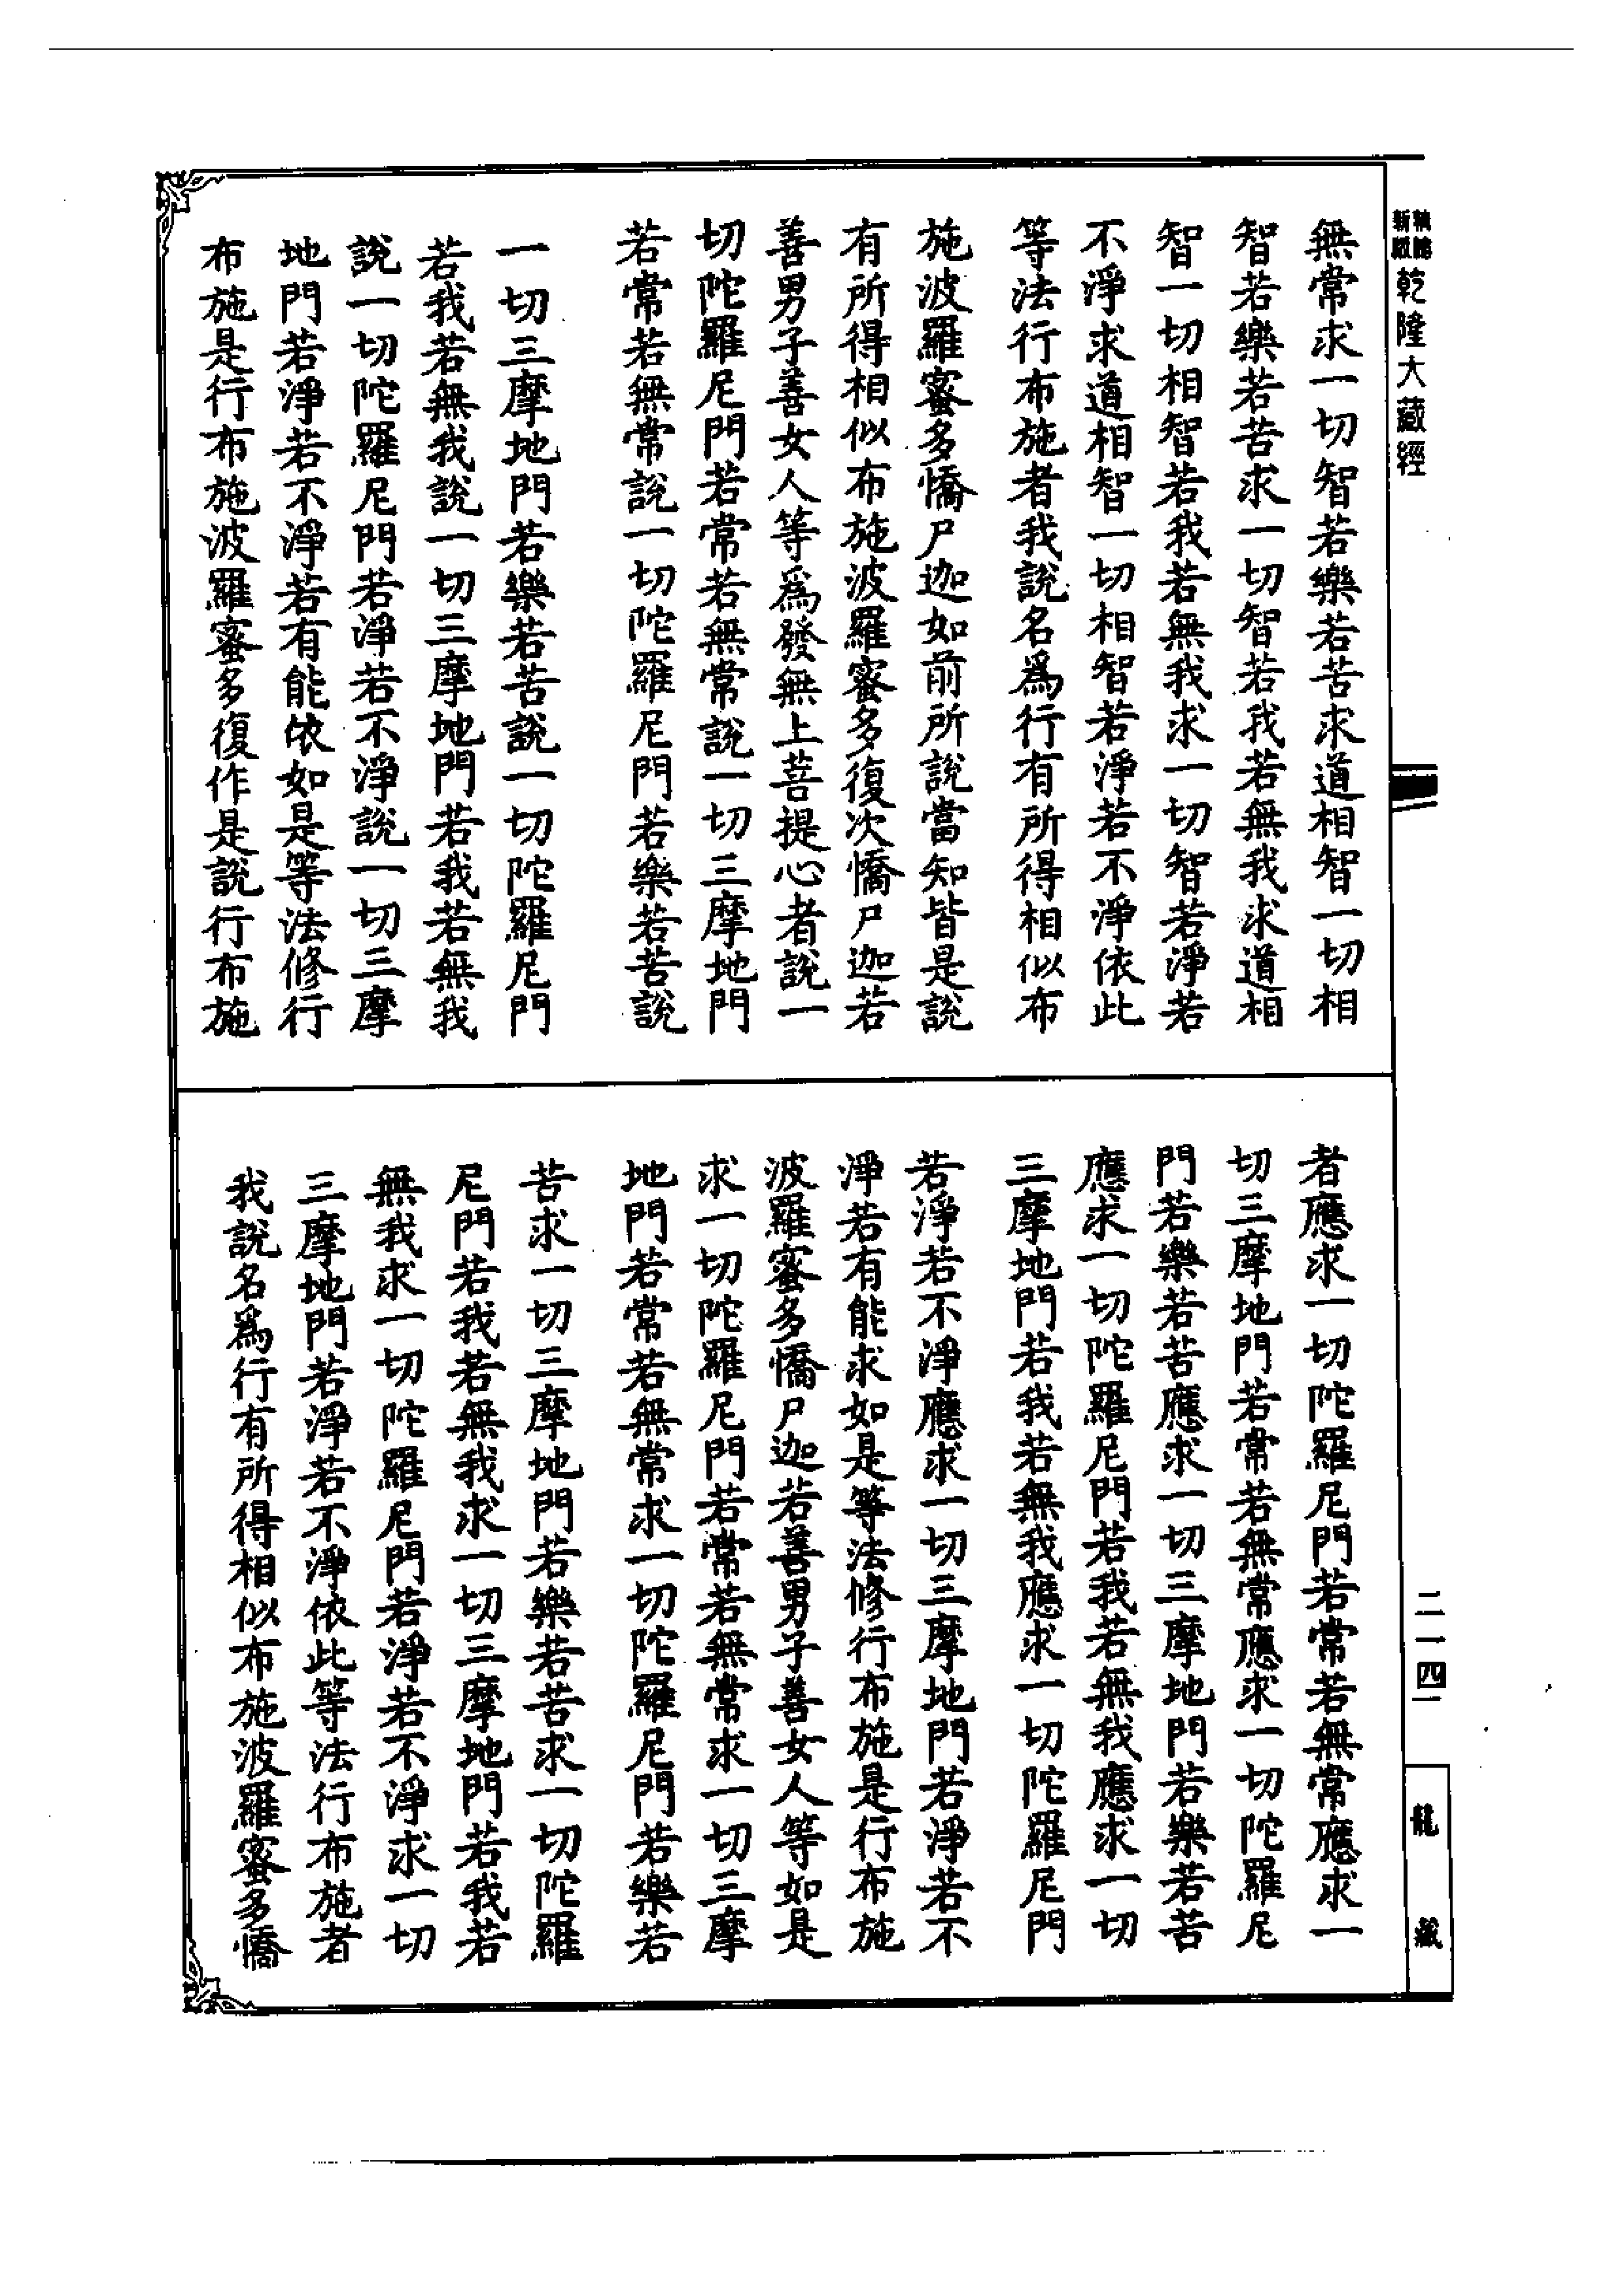 乾隆大藏經
無常求一切智若樂若苦求道相智一切相
智若樂若苦求一切智若我若無我求道相
智一切相智若我若無我求一切智若淨若
不淨求道相智一切相智若淨若不淨依此
等法行布施者我說名為行有所得相似布
施波羅蜜多憍尸迦如前所說當知皆是說
有所得相似布施波羅蜜多復次憍尸迦若
善男子善女人等為發無上菩提心者說一
切陀羅尼門若常若無常說一切三摩地門
若常若無常說一切陀羅尼門若樂若苦說
一切三摩地門若樂若苦說一切陀羅尼門
若我若無我說一切三摩地門若我若無我
說一切陀羅尼門若淨若不淨說一切三摩
地門若淨若不淨若有能依如是等法修行
布施是行布施波羅蜜多復作是說行布施
者應求一切陀羅尼門若常若無常應求一
切三摩地門若常若無常應求一切陀羅尼
門若樂若苦應求一切三摩地門若樂若苦
應求一切陀羅尼門若我若無我應求一切
三摩地門若我若無我應求一切陀羅尼門
若淨若不淨應求一切三摩地門若淨若不
淨若有能求如是等法修行布施是行布施
波羅蜜多憍尸迦若善男子善女人等如是
求一切陀羅尼門若常若無常求一切三摩
地門若常若無常求一切陀羅尼門若樂若
苦求一切三摩地門若樂若苦求一切陀羅
尼門若我若無我求一切三摩地門若我若
無我求一切陀羅尼門若淨若不淨求一切
三摩地門若淨若不淨依此等法行布施者
我說名為行有所得相似布施波羅蜜多憍
二一四
龍藏